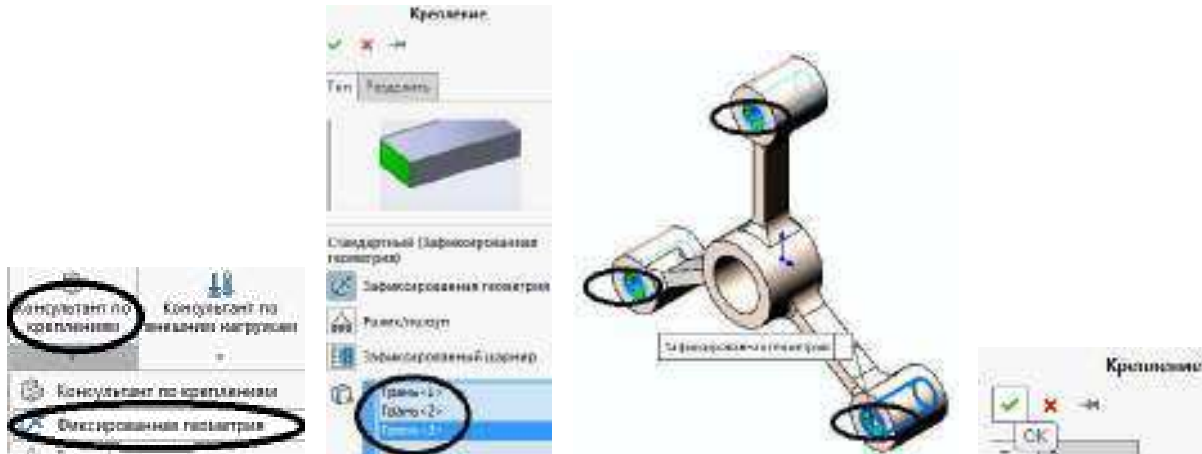 Консультант по
креплениям
Консультант по
внешним нагрузкам
Консультант по креплениям
Фиксированная геометрия
Крепление
Тип
Разделить
Стандартный (Зафиксированная
геометрия)
Зафиксированная геометрия
Ролик/ползун
Зафиксированный шарнир
Грань<1>
Грань<2>
Грань<3>
Зафиксированная геометрия:
Крепление
OK